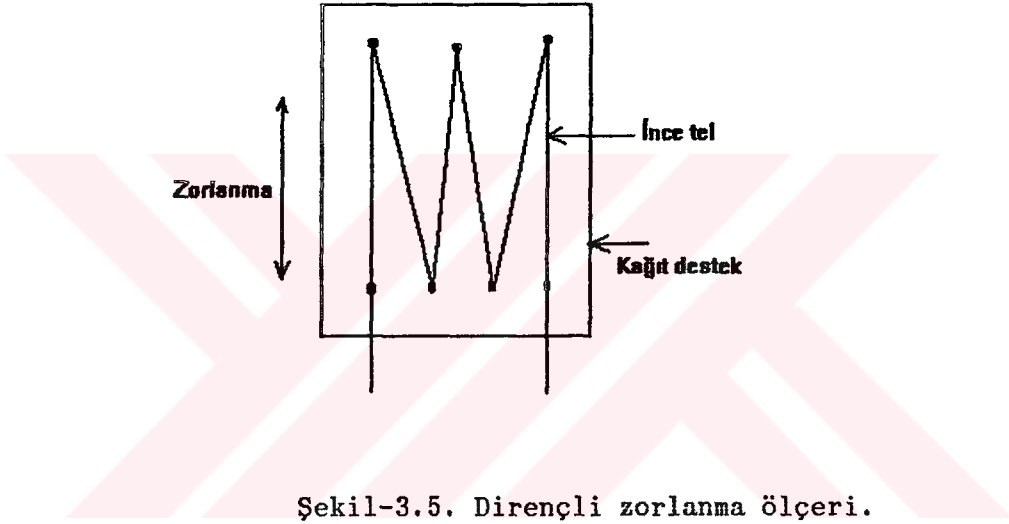 İnce tel
Zorlanma
Kağıt destek
Şekil-3.5. Dirençli zorlanma ölçeri.